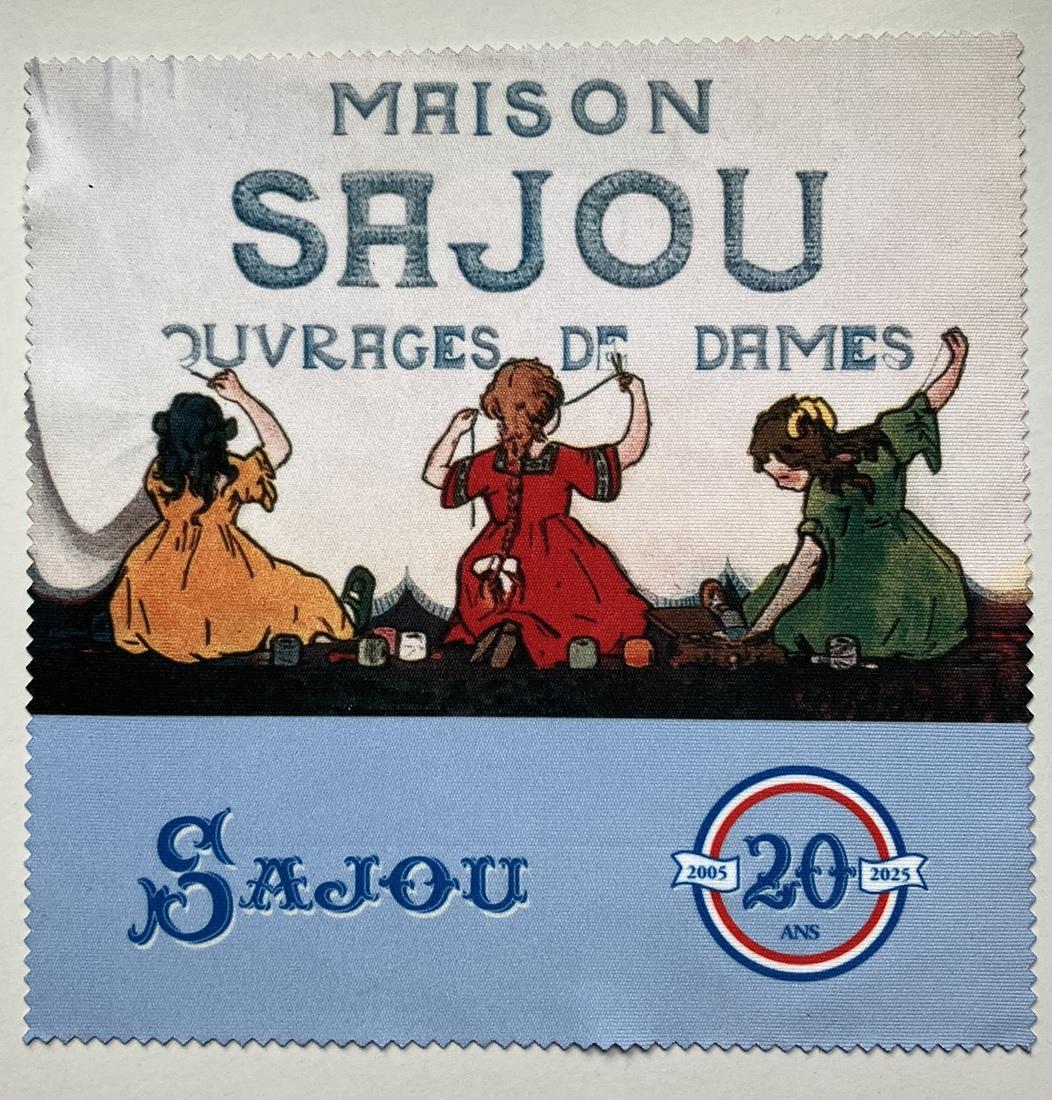 MAISON
SAJOU
OUVRAGES DE DAMES
SAJOU
2005 20 2025
ANS